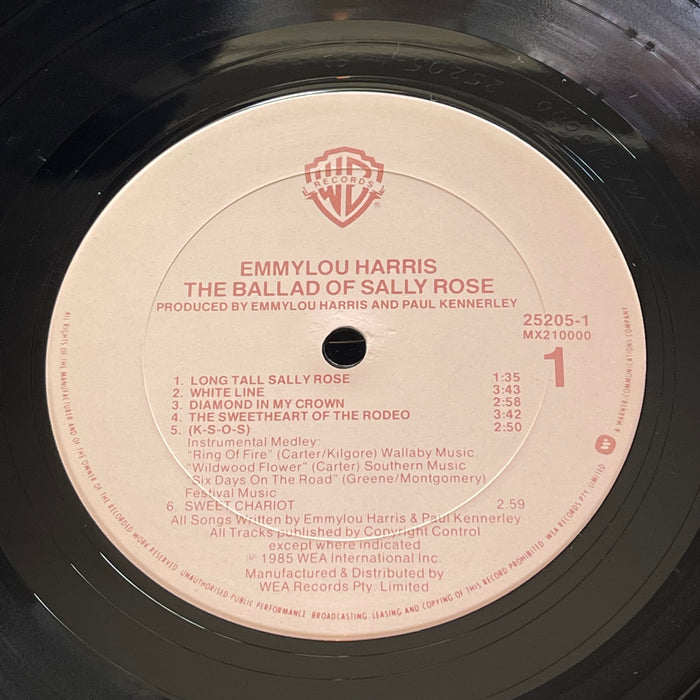 WB
RECORDS
®
EMMYLOU HARRIS
THE BALLAD OF SALLY ROSE
PRODUCED BY EMMYLOU HARRIS AND PAUL KENNERLEY
25205-1
MX210000
1
1. LONG TALL SALLY ROSE 1:35
2. WHITE LINE 3:43
3. DIAMOND IN MY CROWN 2:58
4. THE SWEETHEART OF THE RODEO 3:42
5. (K-S-O-S) 2:50
Instrumental Medley:
"Ring Of Fire" (Carter/Kilgore) Wallaby Music
"Wildwood Flower" (Carter) Southern Music
"Six Days On The Road" (Greene/Montgomery)
Festival Music
6. SWEET CHARIOT 2.59
All Songs Written by Emmylou Harris & Paul Kennerley
All Tracks published by Copyright Control
except where indicated
℗ 1985 WEA International Inc.
Manufactured & Distributed by
WEA Records Pty. Limited
ALL RIGHTS OF THE MANUFACTURER AND OF THE OWNER OF THE RECORDED WORK RESERVED. UNAUTHORISED PUBLIC PERFORMANCE BROADCASTING, LEASING AND COPYING OF THIS RECORD PROHIBITED. WEA RECORDS PTY. LIMITED
A WARNER COMMUNICATIONS COMPANY